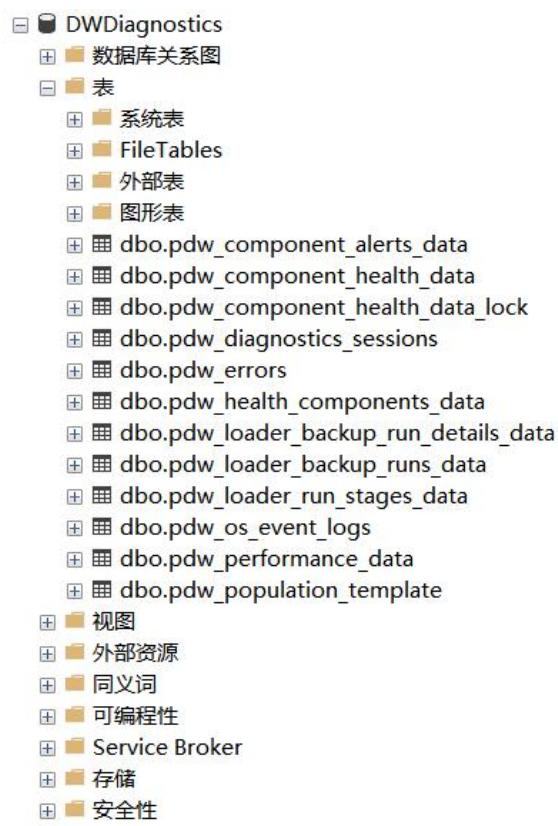 DWDiagnostics
数据库关系图
表
系统表
FileTables
外部表
图形表
dbo.pdw_component_alerts_data
dbo.pdw_component_health_data
dbo.pdw_component_health_data_lock
dbo.pdw_diagnostics_sessions
dbo.pdw_errors
dbo.pdw_health_components_data
dbo.pdw_loader_backup_run_details_data
dbo.pdw_loader_backup_runs_data
dbo.pdw_loader_run_stages_data
dbo.pdw_os_event_logs
dbo.pdw_performance_data
dbo.pdw_population_template
视图
外部资源
同义词
可编程性
Service Broker
存储
安全性